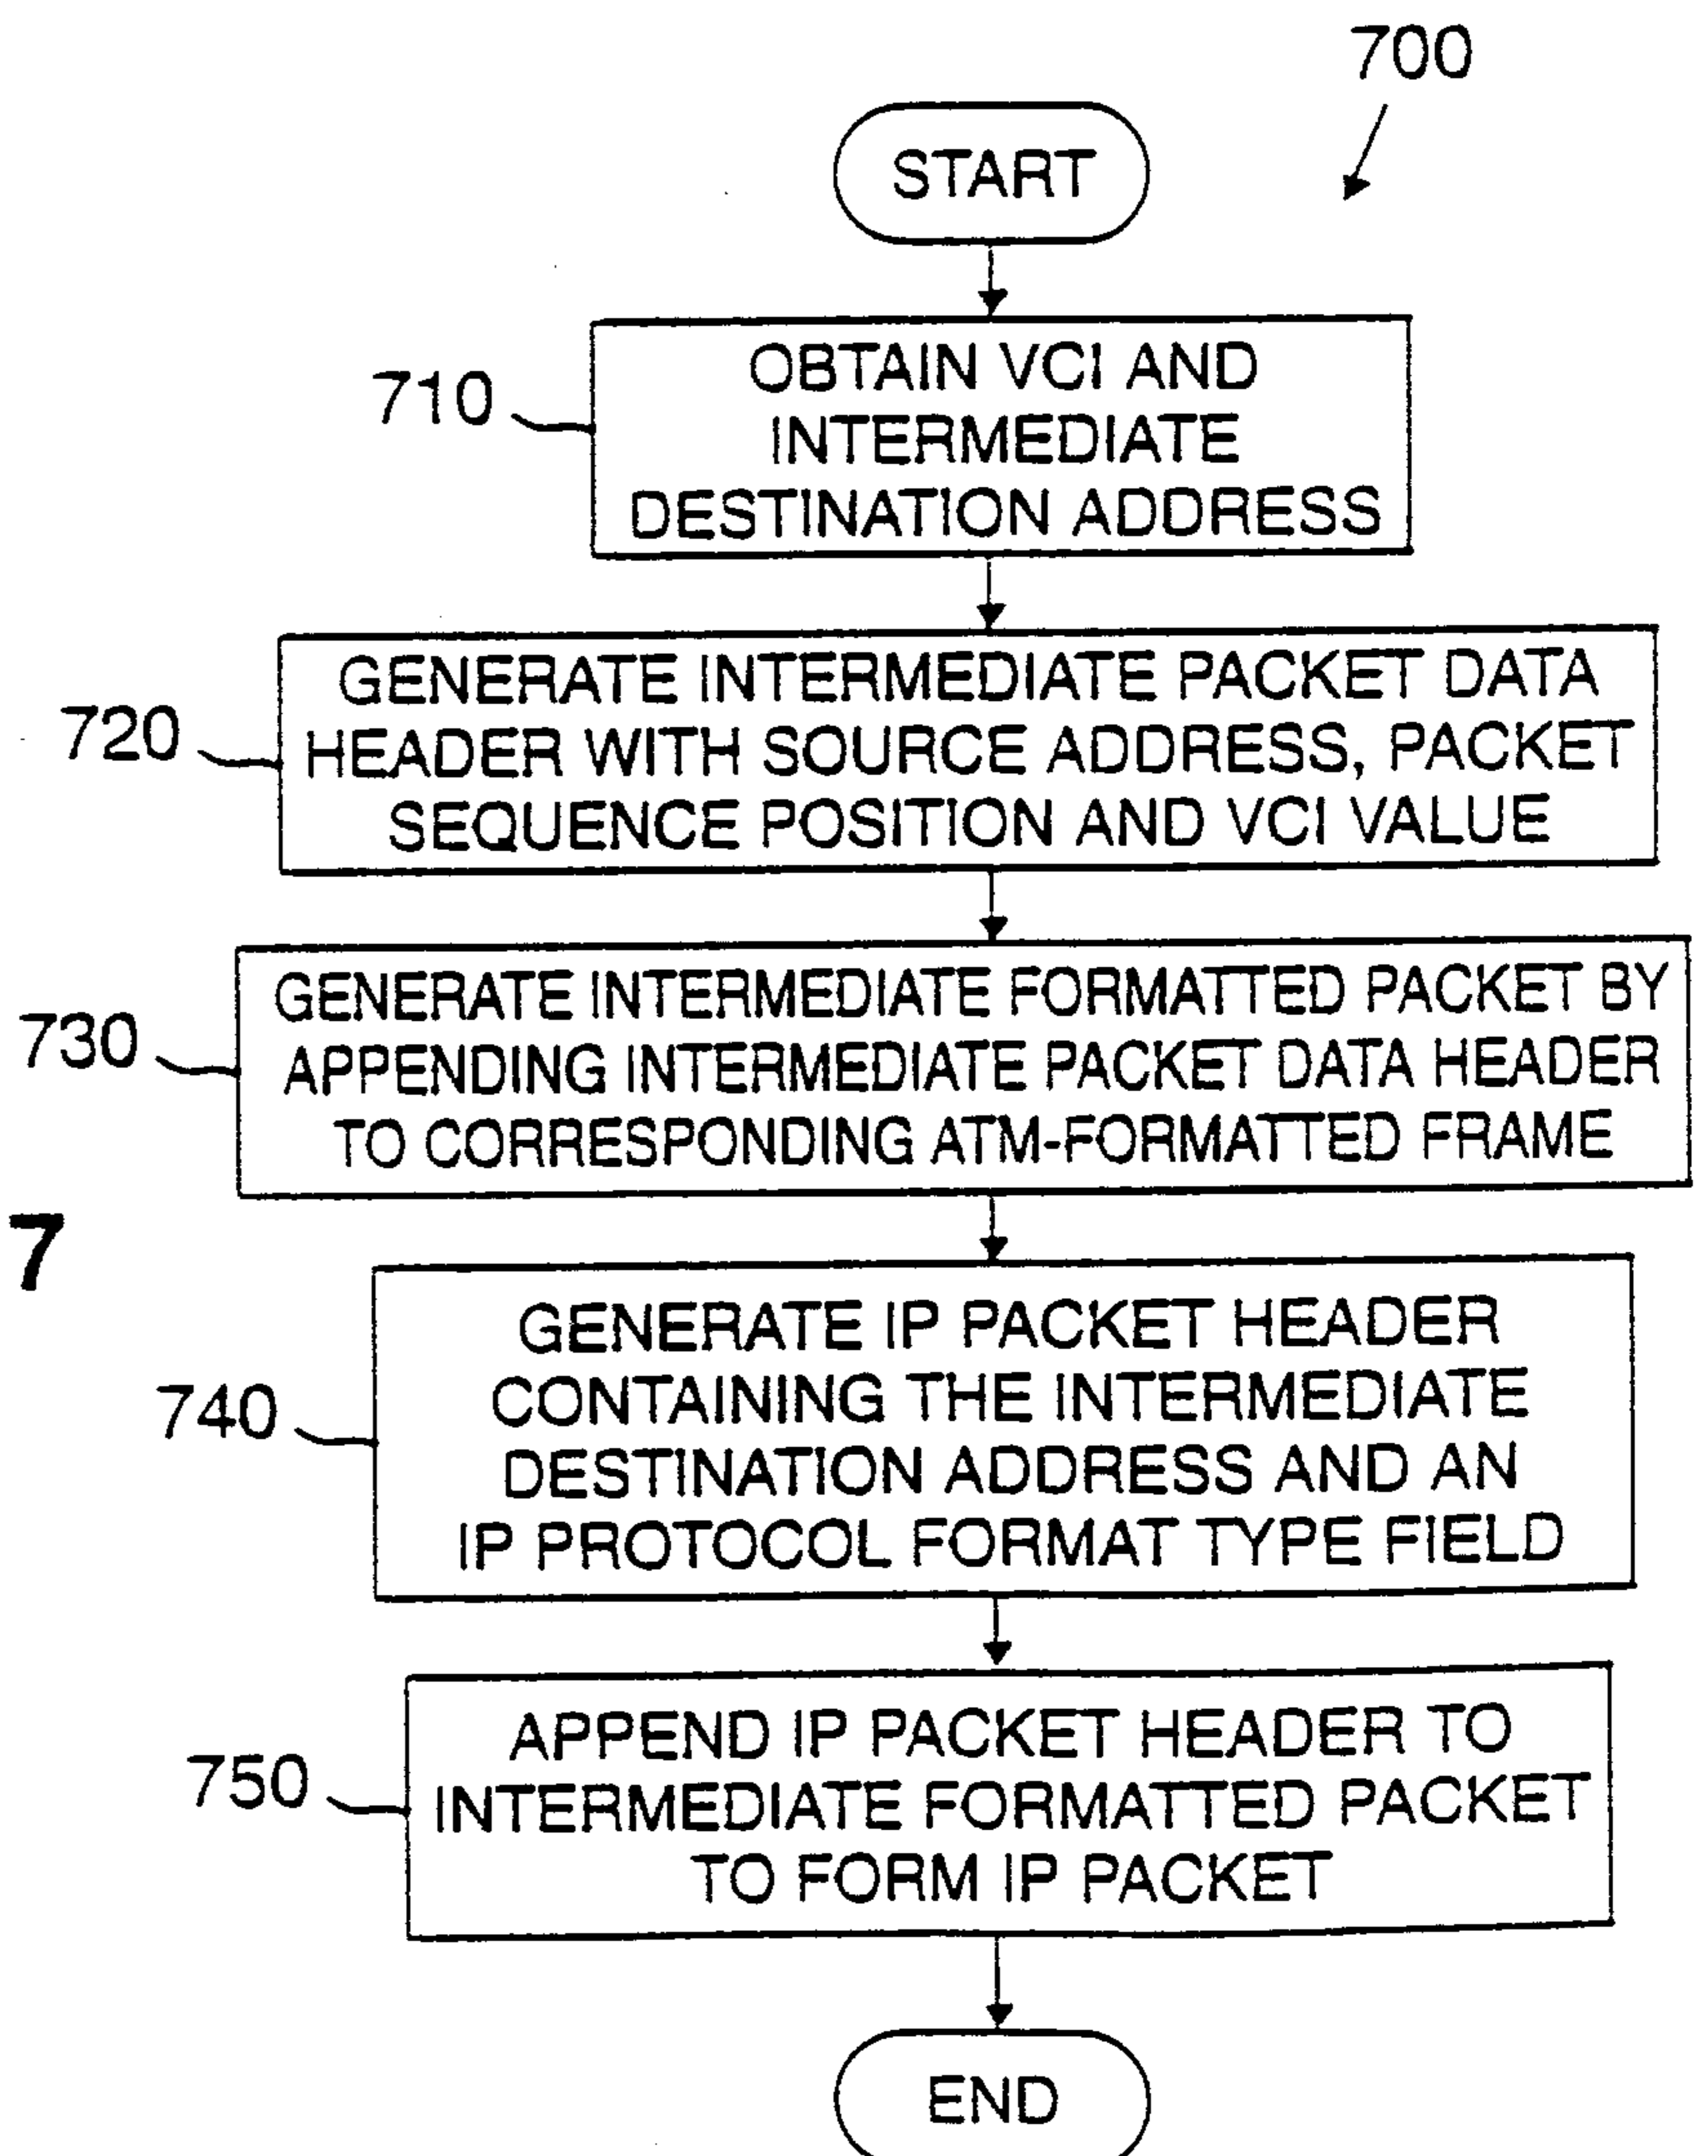 700
START
710
OBTAIN VCI AND
INTERMEDIATE
DESTINATION ADDRESS
720
GENERATE INTERMEDIATE PACKET DATA
HEADER WITH SOURCE ADDRESS, PACKET
SEQUENCE POSITION AND VCI VALUE
730
GENERATE INTERMEDIATE FORMATTED PACKET BY
APPENDING INTERMEDIATE PACKET DATA HEADER
TO CORRESPONDING ATM-FORMATTED FRAME
7
740
GENERATE IP PACKET HEADER
CONTAINING THE INTERMEDIATE
DESTINATION ADDRESS AND AN
IP PROTOCOL FORMAT TYPE FIELD
750
APPEND IP PACKET HEADER TO
INTERMEDIATE FORMATTED PACKET
TO FORM IP PACKET
END